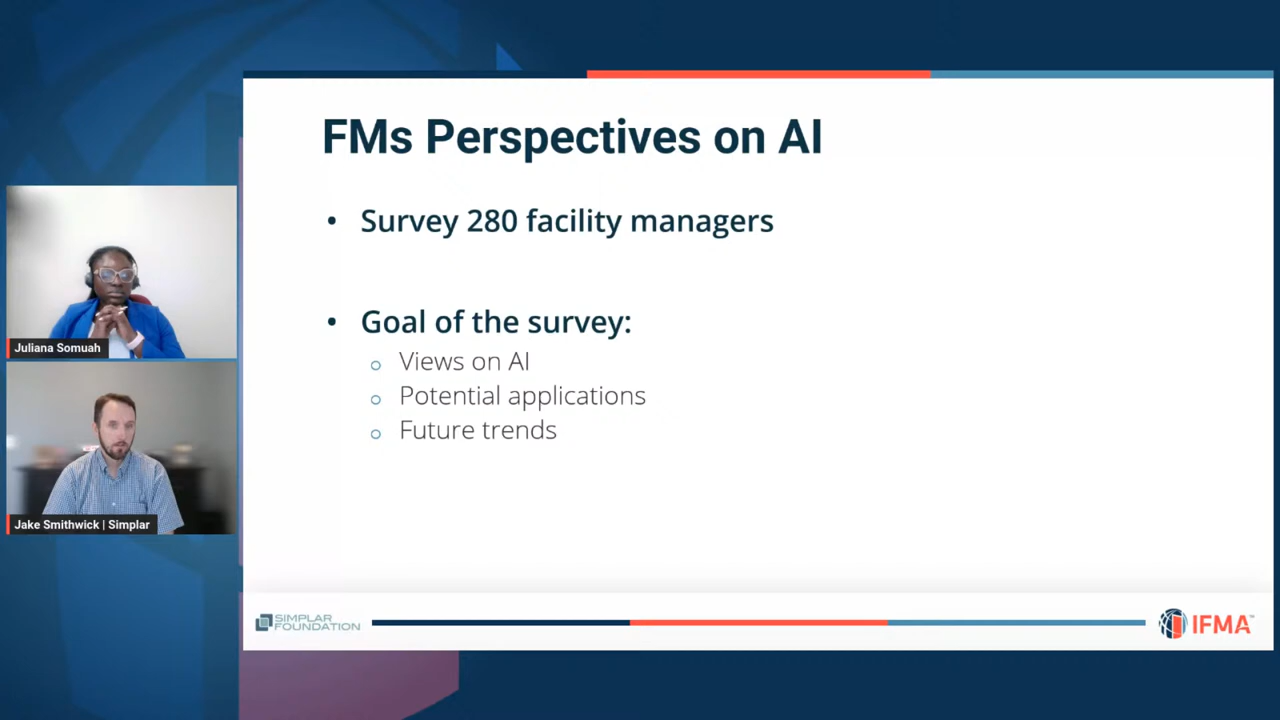 FMs Perspectives on AI
• Survey 280 facility managers
• Goal of the survey:
o Views on AI
o Potential applications
o Future trends
Juliana Somuah
Jake Smithwick | Simplar
SIMPLAR
FOUNDATION
IFMA™